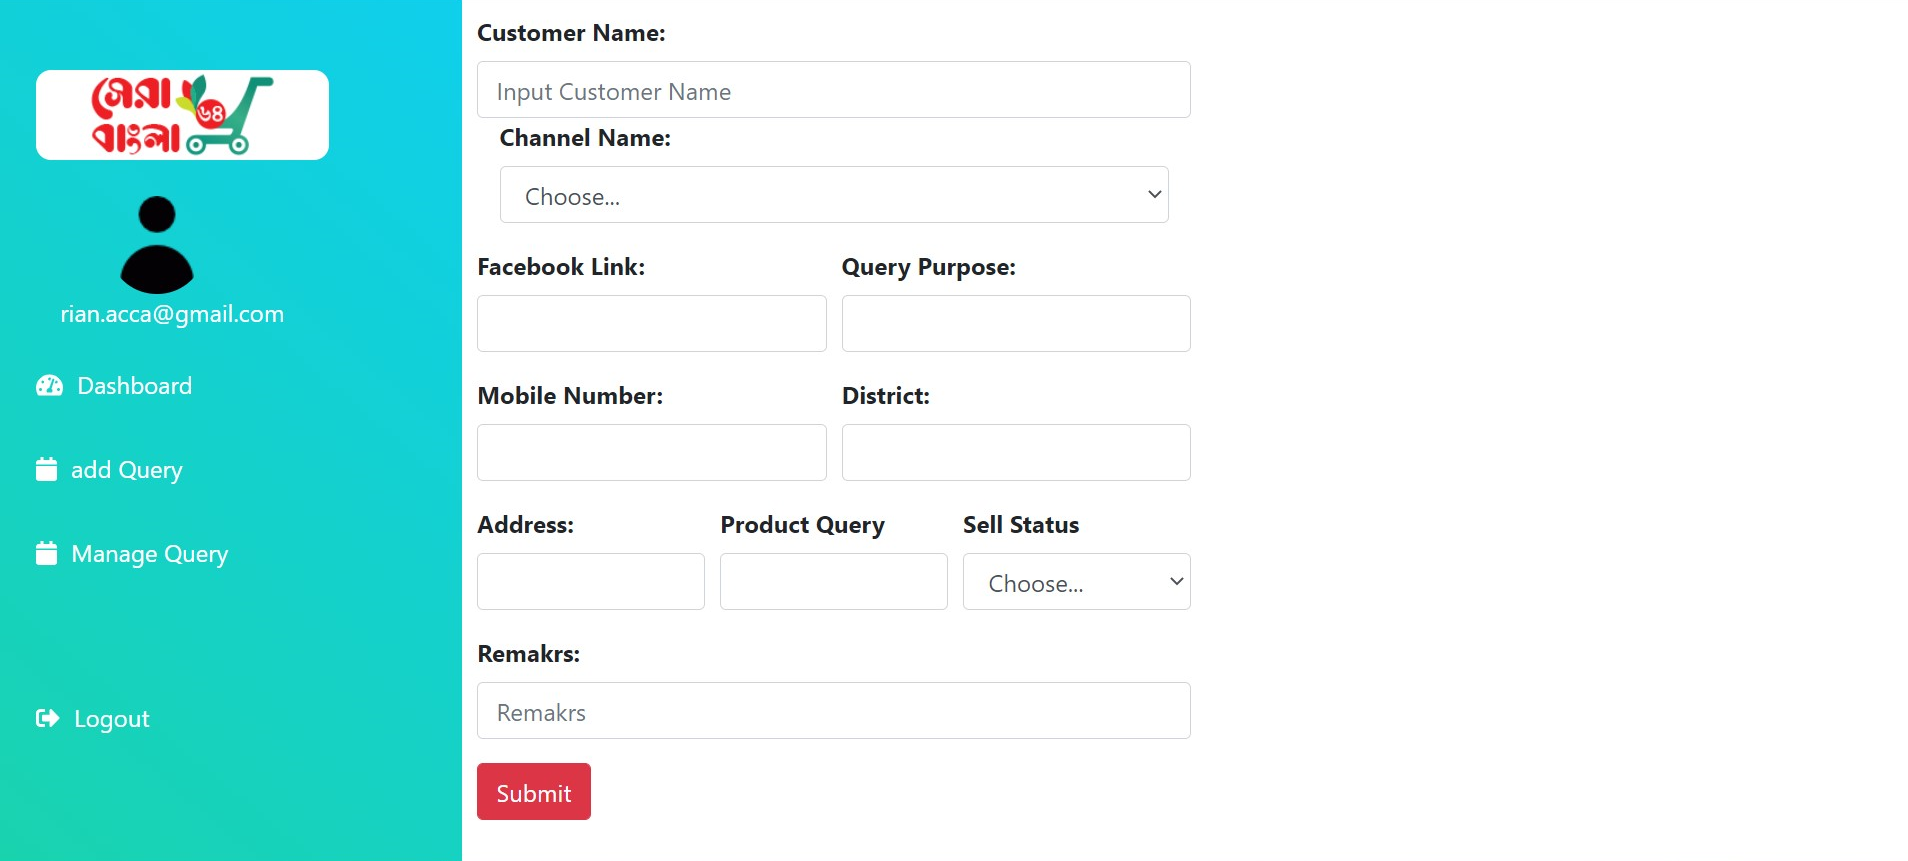 সেরা
৬৪
বাংলা
rian.acca@gmail.com
Dashboard
add Query
Manage Query
Logout
Customer Name:
Input Customer Name
Channel Name:
Choose...
Facebook Link: Query Purpose:
Mobile Number: District:
Address: Product Query Sell Status
Choose...
Remakrs:
Remakrs
Submit